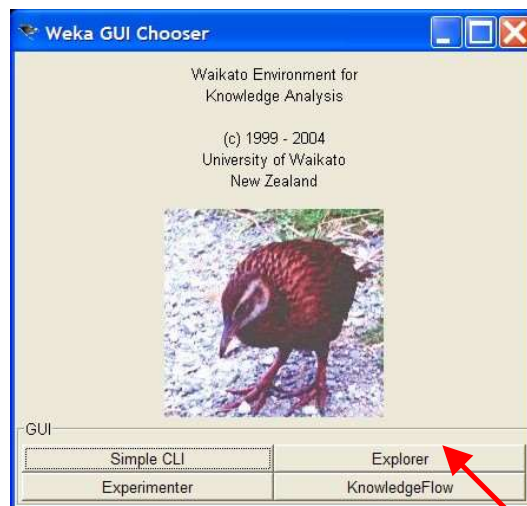 Weka GUI Chooser
Waikato Environment for
Knowledge Analysis
(c) 1999 - 2004
University of Waikato
New Zealand
GUI
Simple CLI
Explorer
Experimenter
KnowledgeFlow